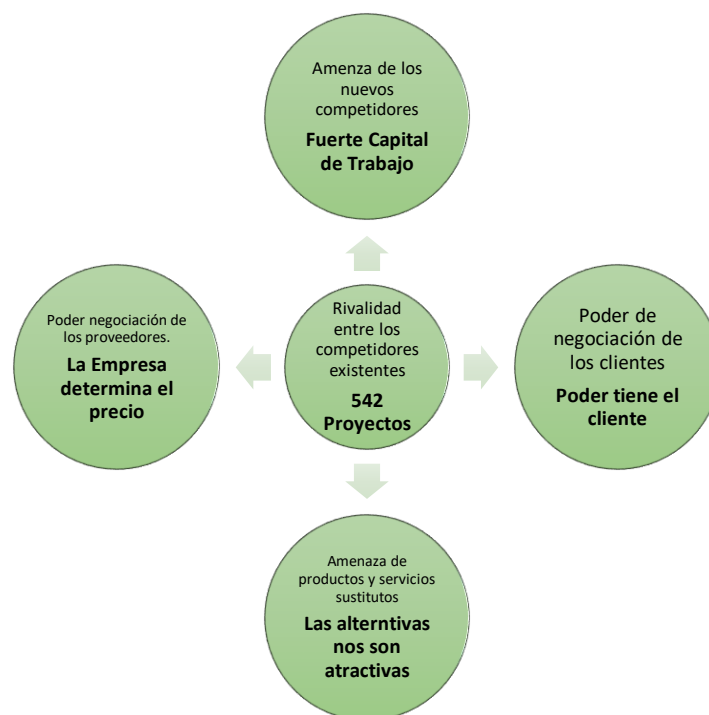 Amenza de los
nuevos
competidores
Fuerte Capital
de Trabajo
Poder negociación de
los proveedores.
La Empresa
determina el
precio
Rivalidad
entre los
competidores
existentes
542
Proyectos
Poder de
negociación de
los clientes
Poder tiene el
cliente
Amenaza de
productos y servicios
sustitutos
Las alterntivas
nos son
atractivas